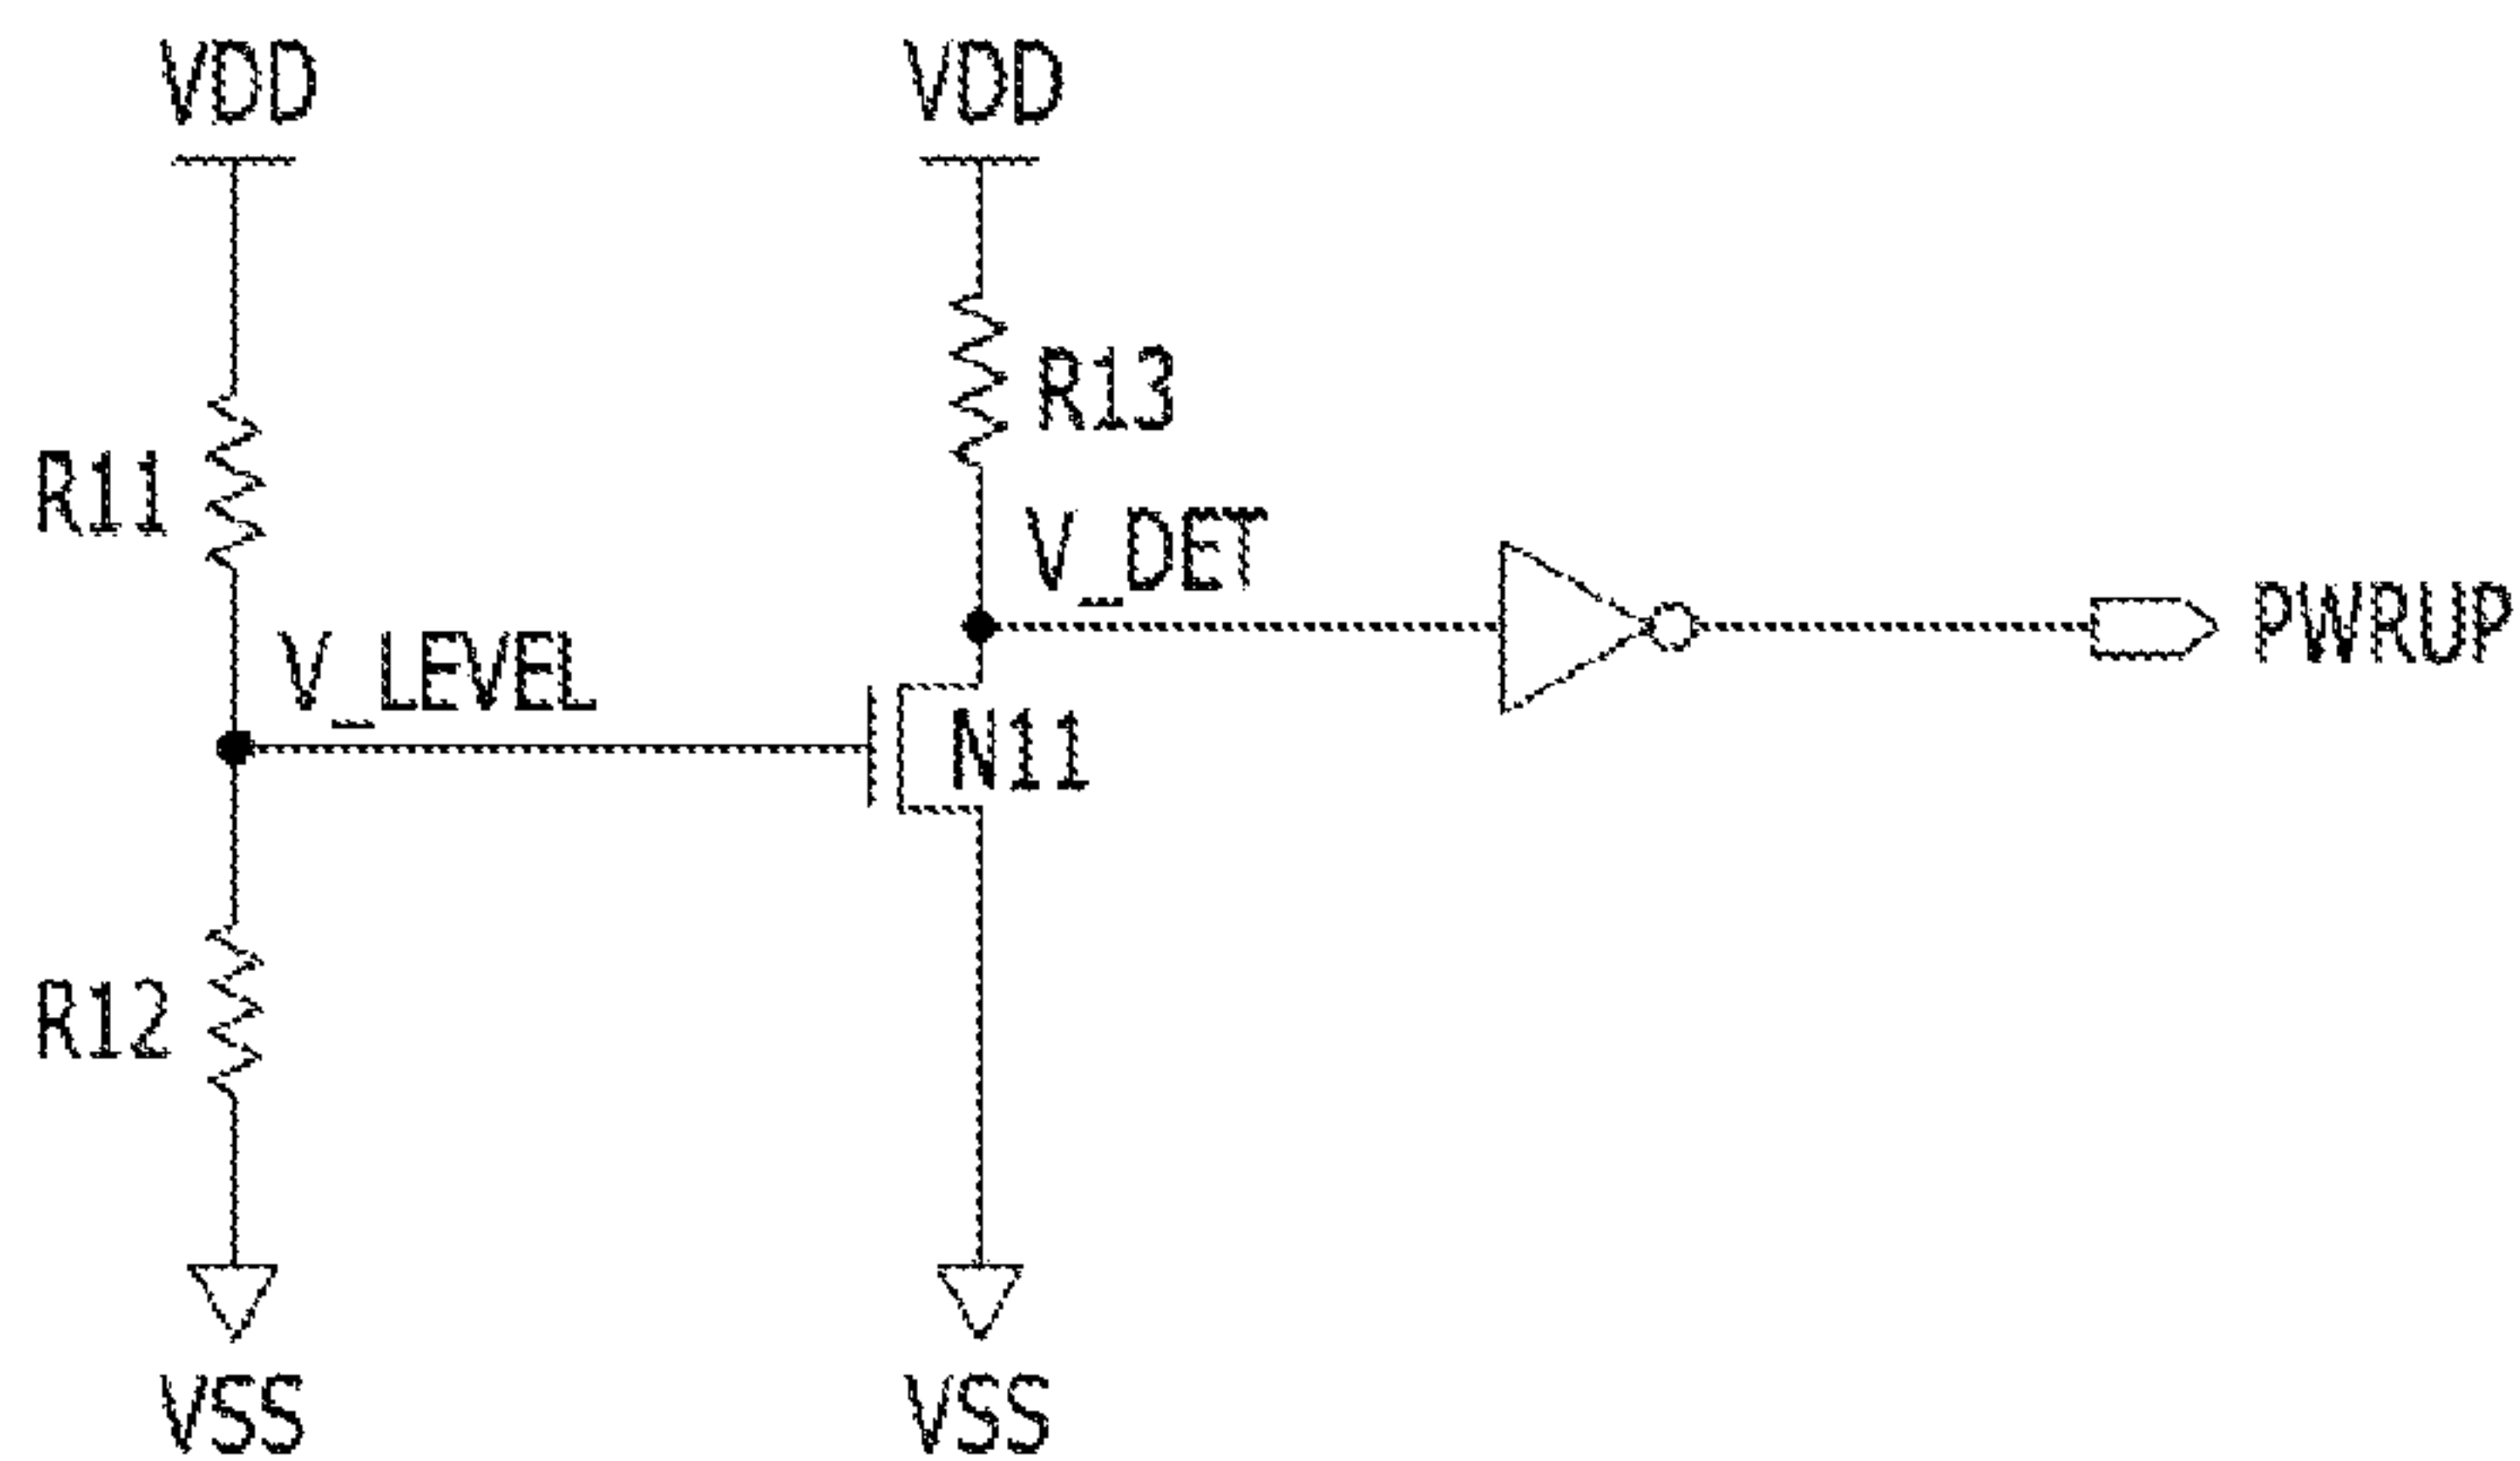 VDD
VDD
R13
R11
V_DET
PWRUP
V_LEVEL
N11
R12
VSS
VSS